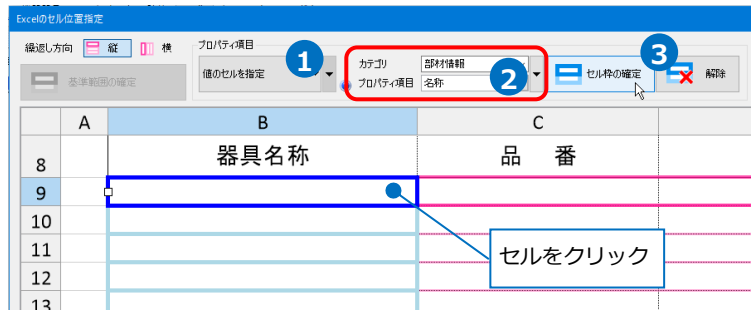 Excelのセル位置指定
繰返し方向 縦 横
プロパティ項目
基準範囲の確定
値のセルを指定
1
カテゴリ 部材情報
プロパティ項目 名称
2
セル枠の確定
3
解除
A B C
8 器具名称 品 番
9
10
セルをクリック
11
12
13